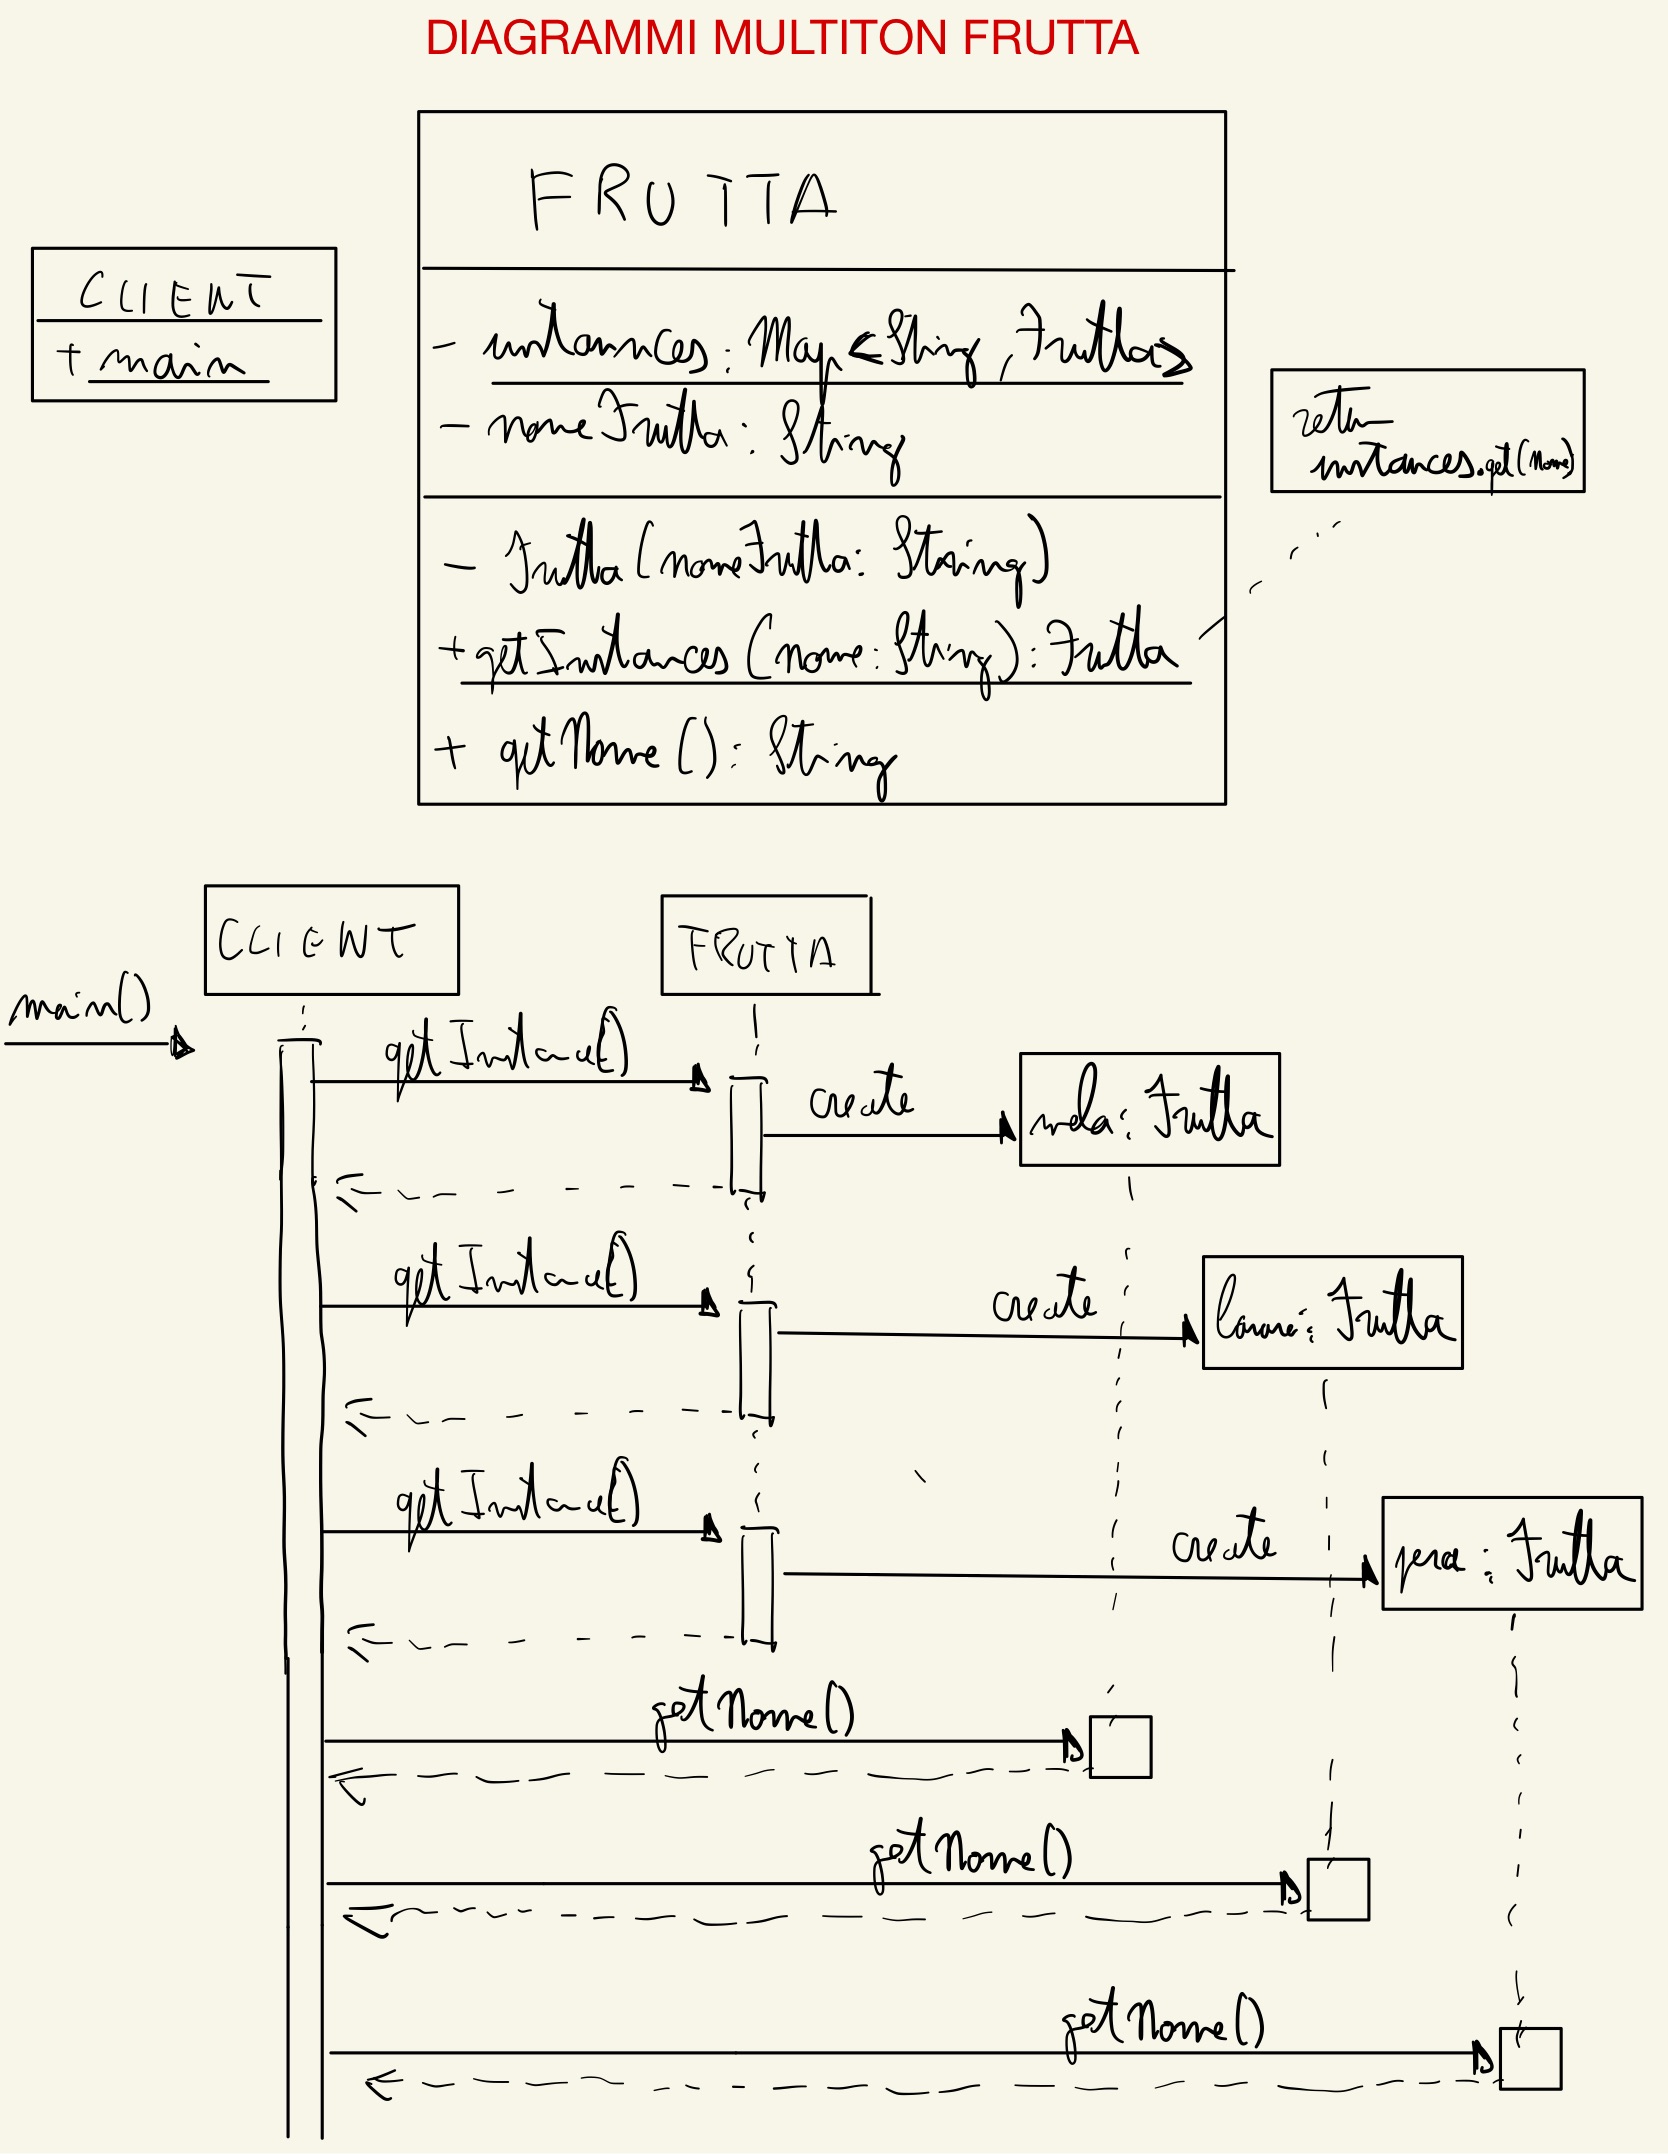 DIAGRAMMI MULTITON FRUTTA
FRUTTA
CLIENT
+ main
- instances : Map <String, Frutta>
- nomeFrutta : String
return
instances.get(nome)
- Frutta (nomeFrutta: String)
+ getInstances (nome: String) : Frutta
+ getNome () : String
CLIENT
FRUTTA
main()
getInstance()
create
mela: Frutta
getInstance()
create
banana: Frutta
getInstance()
create
pera : Frutta
getNome()
getNome()
getNome()